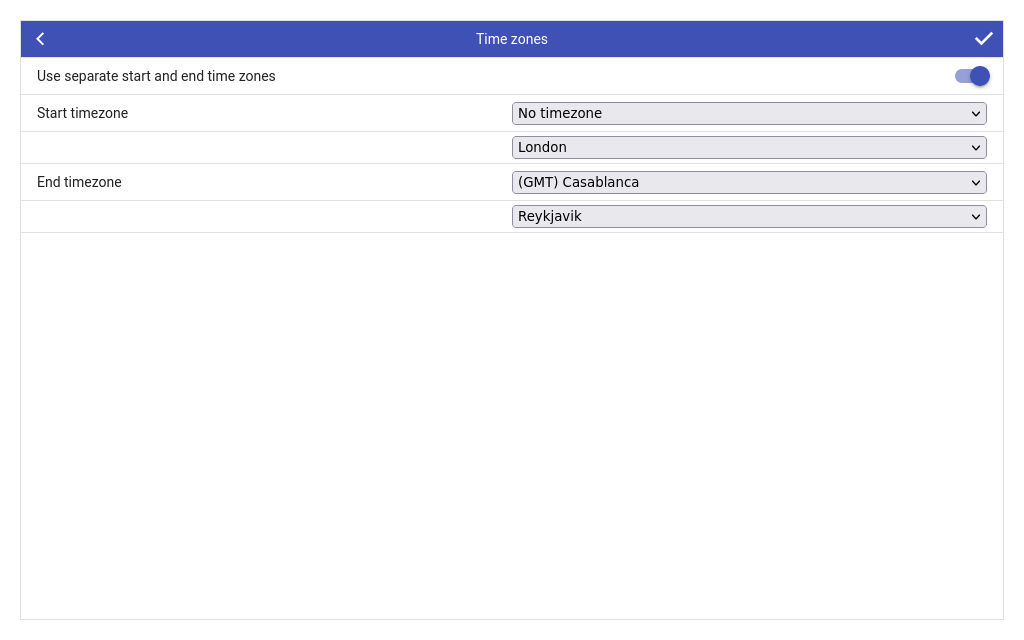 Time zones
Use separate start and end time zones
Start timezone
No timezone
London
End timezone
(GMT) Casablanca
Reykjavik